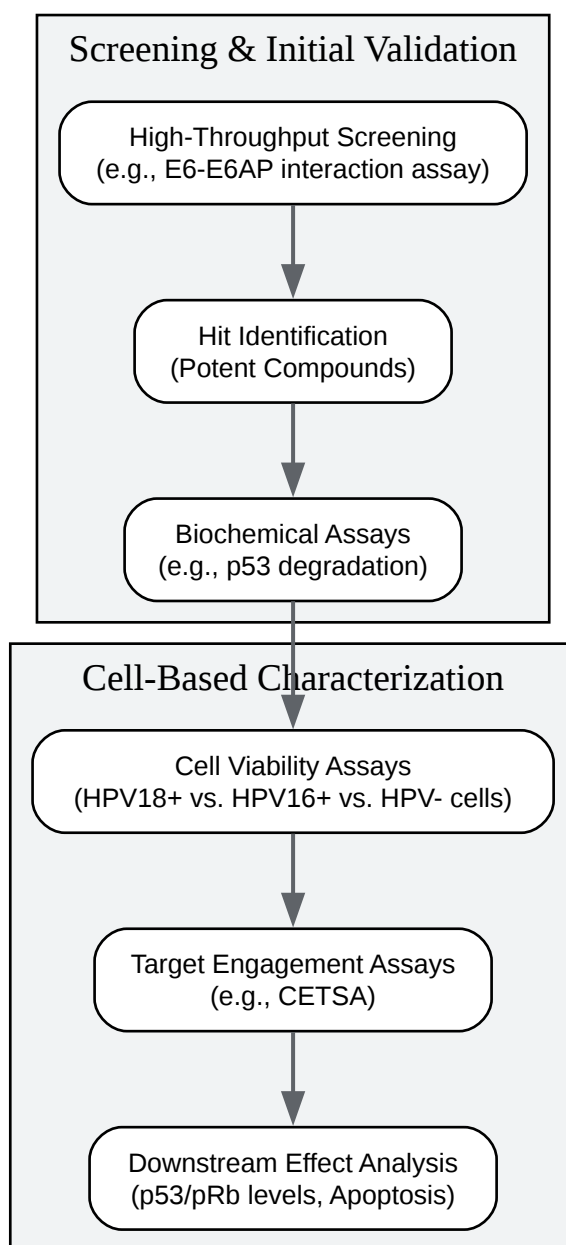 Screening & Initial Validation
High-Throughput Screening
(e.g., E6-E6AP interaction assay)
Hit Identification
(Potent Compounds)
Biochemical Assays
(e.g., p53 degradation)
Cell-Based Characterization
Cell Viability Assays
(HPV18+ vs. HPV16+ vs. HPV- cells)
Target Engagement Assays
(e.g., CETSA)
Downstream Effect Analysis
(p53/pRb levels, Apoptosis)